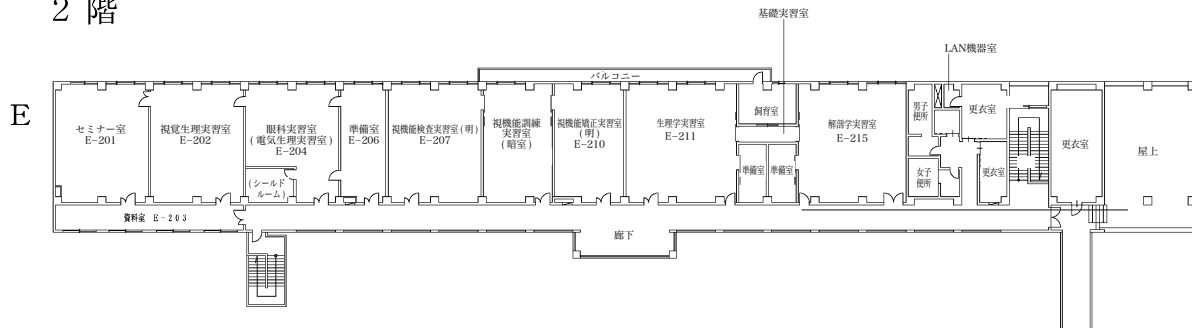 2 階
基礎実習室
LAN機器室
バルコニー
E
セミナー室
E-201
視覚生理実習室
E-202
眼科実習室
(電気生理実習室)
E-204
(シールド
ルーム)
準備室
E-206
視機能検査実習室(明)
E-207
視機能訓練
実習室
(暗室)
視機能矯正実習室
(明)
E-210
生理学実習室
E-211
飼育室
準備室
準備室
解剖学実習室
E-215
男子
便所
女子
便所
更衣室
更衣室
更衣室
屋上
資料室 E-203
廊下